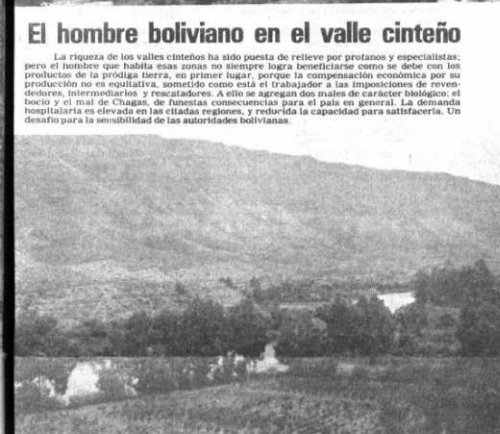 El hombre boliviano en el valle cinteño
La riqueza de los valles cinteños ha sido puesta de relieve por profanos y especialistas;
pero el hombre que habita esas zonas no siempre logra beneficiarse como se debe con los
productos de la pródiga tierra, en primer lugar, porque la compensación económica por su
producción no es equitativa, sometido como está el trabajador a las imposiciones de reven-
dedores, intermediarios y rescatadores. A ello se agregan dos males de carácter biológico: el
bocio y el mal de Chagas, de funestas consecuencias para el país en general. La demanda
hospitalaria es elevada en las citadas regiones, y reducida la capacidad para satisfacerla. Un
desafío para la sensibilidad de las autoridades bolivianas.